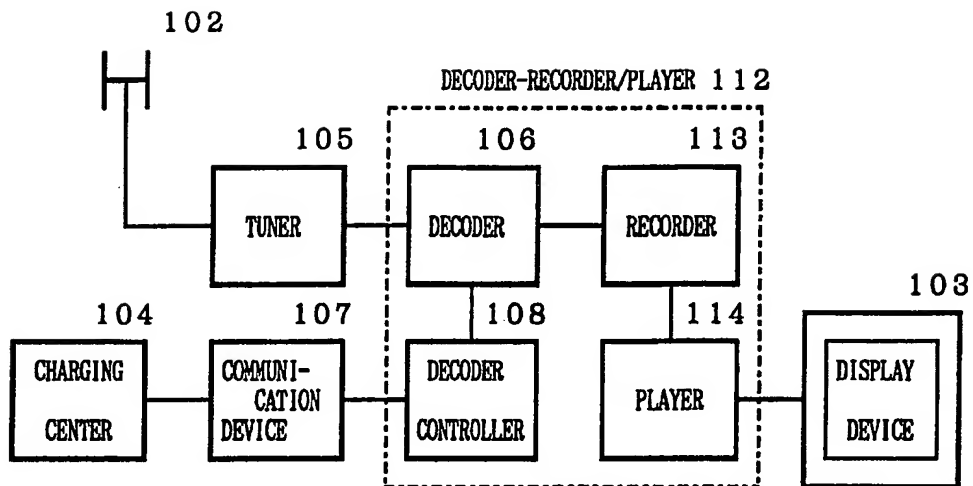 102
DECODER-RECORDER/PLAYER 112
105
106
113
TUNER
DECODER
RECORDER
103
104
107
108
114
CHARGING
CENTER
COMMUNI-
CATION
DEVICE
DECODER
CONTROLLER
PLAYER
DISPLAY
DEVICE